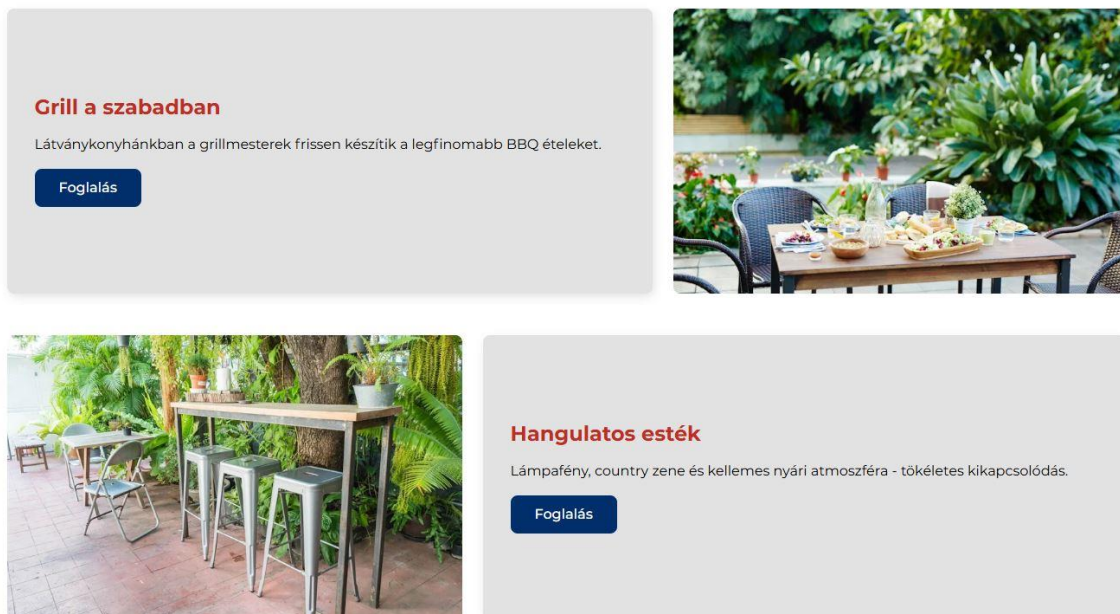 Grill a szabadban
Látványkonyhánkban a grillmesterek frissen készítik a legfinomabb BBQ ételeket.
Foglalás
Hangulatos esték
Lámpafény, country zene és kellemes nyári atmoszféra - tökéletes kikapcsolódás.
Foglalás